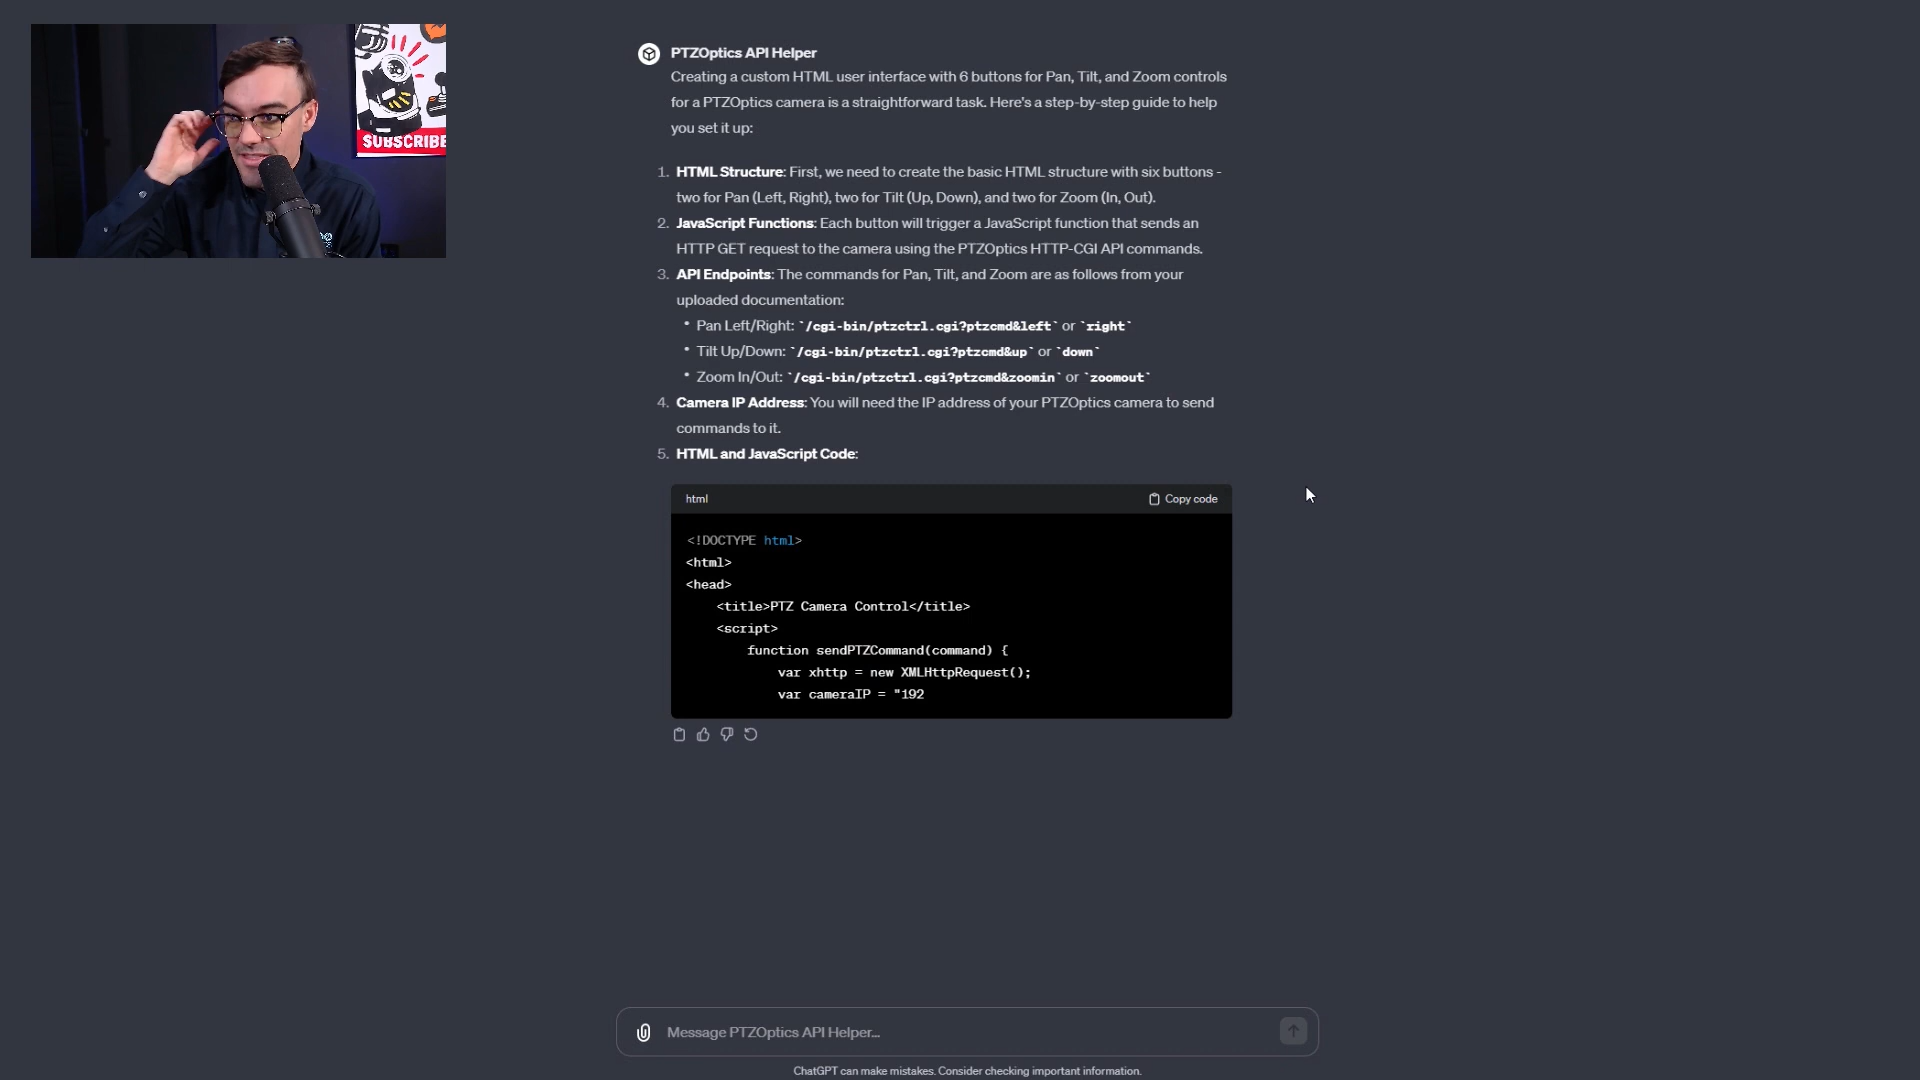 SUBSCRIBE
PTZOptics API Helper
Creating a custom HTML user interface with 6 buttons for Pan, Tilt, and Zoom controls
for a PTZOptics camera is a straightforward task. Here's a step-by-step guide to help
you set it up:
1. HTML Structure: First, we need to create the basic HTML structure with six buttons -
two for Pan (Left, Right), two for Tilt (Up, Down), and two for Zoom (In, Out).
2. JavaScript Functions: Each button will trigger a JavaScript function that sends an
HTTP GET request to the camera using the PTZOptics HTTP-CGI API commands.
3. API Endpoints: The commands for Pan, Tilt, and Zoom are as follows from your
uploaded documentation:
• Pan Left/Right: `/cgi-bin/ptzctrl.cgi?ptzcmd&left` or `right`
• Tilt Up/Down: `/cgi-bin/ptzctrl.cgi?ptzcmd&up` or `down`
• Zoom In/Out: `/cgi-bin/ptzctrl.cgi?ptzcmd&zoomin` or `zoomout`
4. Camera IP Address: You will need the IP address of your PTZOptics camera to send
commands to it.
5. HTML and JavaScript Code:
html Copy code
<!DOCTYPE html>
<html>
<head>
<title>PTZ Camera Control</title>
<script>
function sendPTZCommand(command) {
var xhttp = new XMLHttpRequest();
var cameraIP = "192
Message PTZOptics API Helper...
ChatGPT can make mistakes. Consider checking important information.